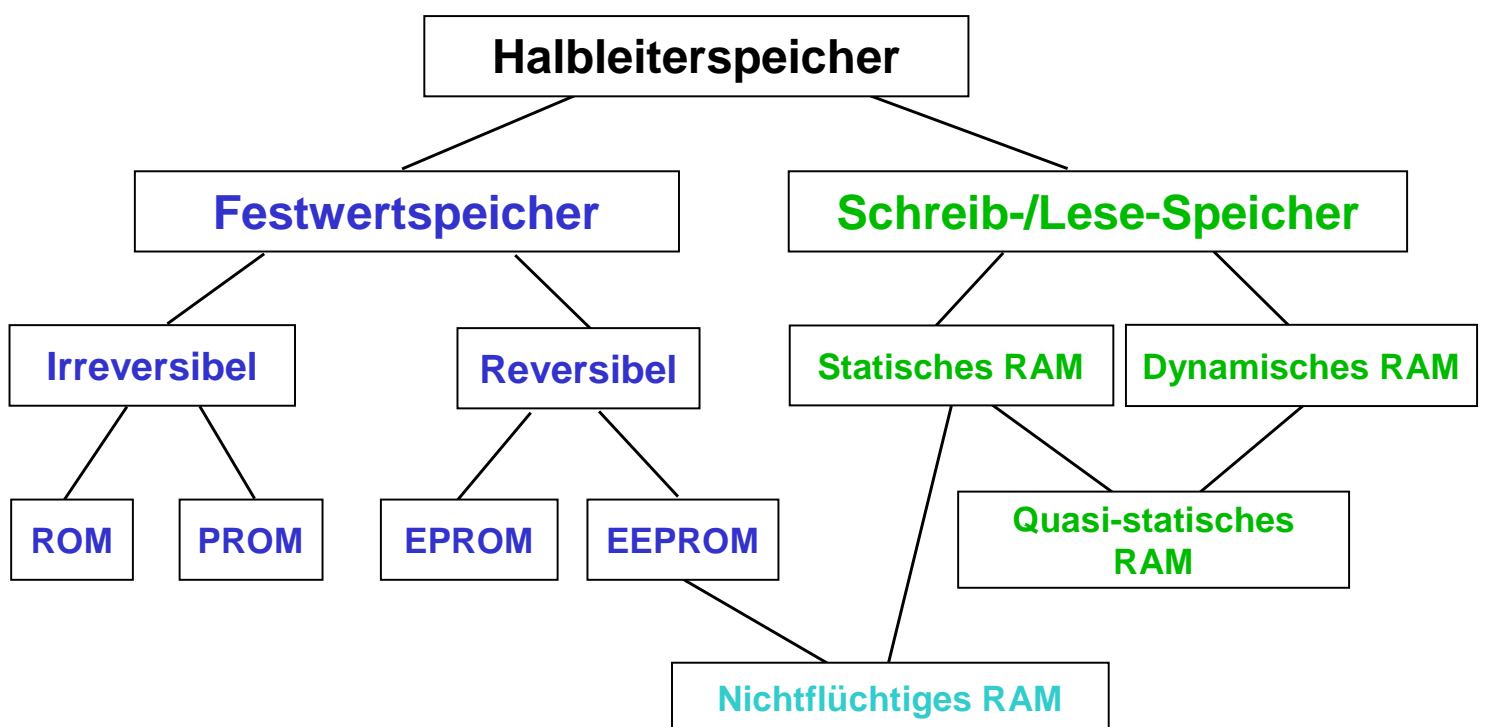 Halbleiterspeicher
Festwertspeicher
Schreib-/Lese-Speicher
Irreversibel
Reversibel
Statisches RAM
Dynamisches RAM
ROM
PROM
EPROM
EEPROM
Quasi-statisches
RAM
Nichtflüchtiges RAM